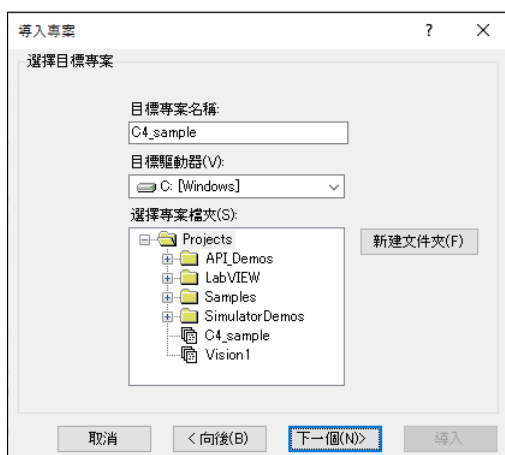 導入專案
選擇目標專案
目標專案名稱:
C4_sample
目標驅動器(V):
C: [Windows]
選擇專案檔夾(S):
Projects
新建文件夾(F)
API_Demos
LabVIEW
Samples
SimulatorDemos
C4_sample
Vision1
取消
< 向後(B)
下一個(N)>
導入